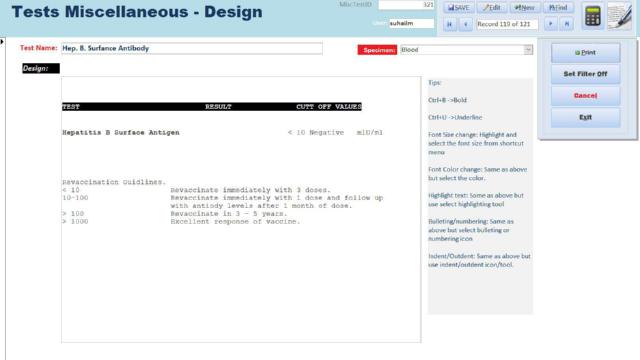 Tests Miscellaneous - Design
MiscTestID 321
User: suhailm
SAVE Edit New Find
Record 119 of 121
Test Name: Hep. B. Surfance Antibody
Specimen: Blood
Design:
TEST RESULT CUTT OFF VALUES
Hepatitis B Surface Antigen < 10 Negative mIU/ml
Revaccination Guidlines.
< 10 Revaccinate immediately with 3 doses.
10-100 Revaccinate immediately with 1 dose and follow up
with antiody levels after 1 month of dose.
> 100 Revaccinate in 3 - 5 years.
> 1000 Excellent response of vaccine.
Tips:
Ctrl+B ->Bold
Ctrl+U ->Underline
Font Size change: Highlight and
select the font size from shortcut
menu
Font Color change: Same as above
but select the color.
Highlight text: Same as above but
use select highlighting tool
Bulleting/numbering: Same as
above but select bulleting or
numbering icon
Indent/Outdent: Same as above but
use indent/outdent icon/tool.
Print
Set Filter Off
Cancel
Exit